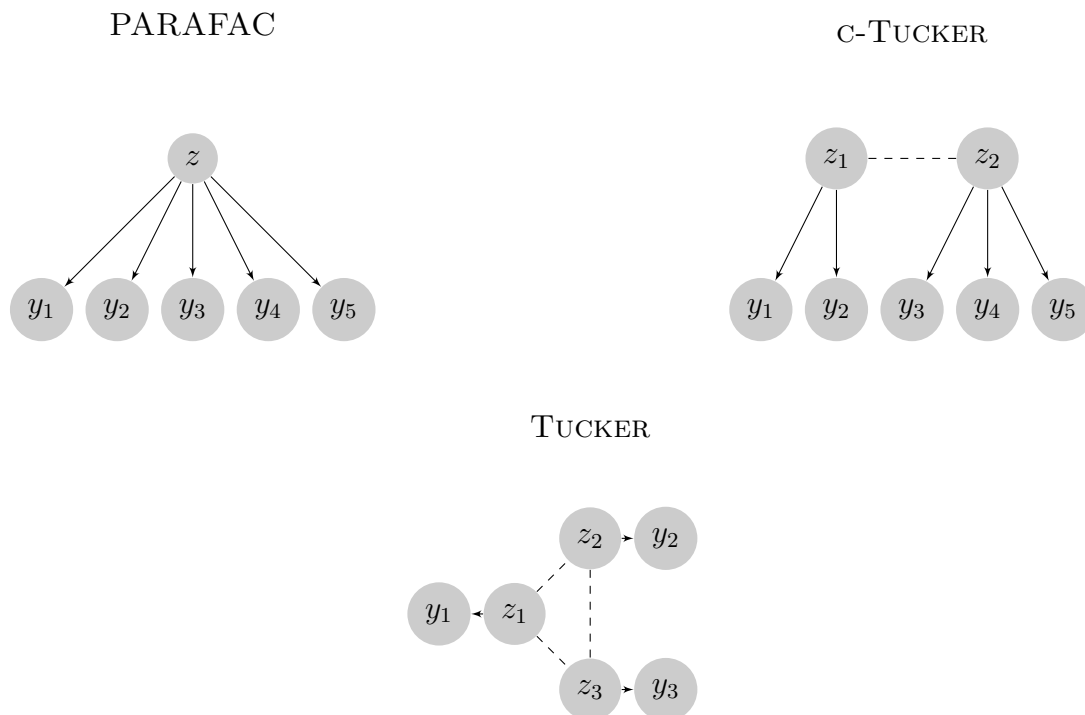 PARAFAC
C-TUCKER
z
z₁ z₂
y₁ y₂ y₃ y₄ y₅
y₁ y₂ y₃ y₄ y₅
TUCKER
z₂ y₂
y₁ z₁
z₃ y₃